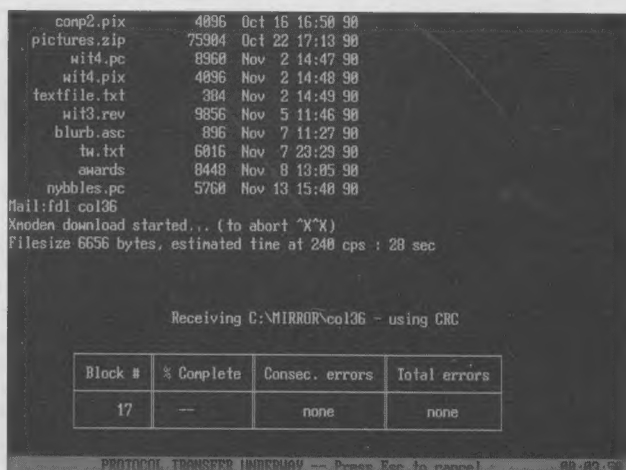 comp2.pix 4096 Oct 16 16:50 90
pictures.zip 75904 Oct 22 17:13 90
wit4.pc 8960 Nov 2 14:47 90
wit4.pix 4096 Nov 2 14:48 90
textfile.txt 384 Nov 2 14:49 90
wit3.rev 9856 Nov 5 11:46 90
blurb.asc 896 Nov 7 11:27 90
tw.txt 6016 Nov 7 23:29 90
awards 8448 Nov 8 13:05 90
nybbles.pc 5760 Nov 13 15:40 90
Mail:fdl col36
Xmodem download started... (to abort ^X^X)
Filesize 6656 bytes, estimated time at 240 cps : 28 sec
Receiving C:\MIRROR\col36 - using CRC
Block # % Complete Consec. errors Total errors
17 -- none none
PROTOCOL TRANSFER UNDERWAY -- Press Esc to cancel